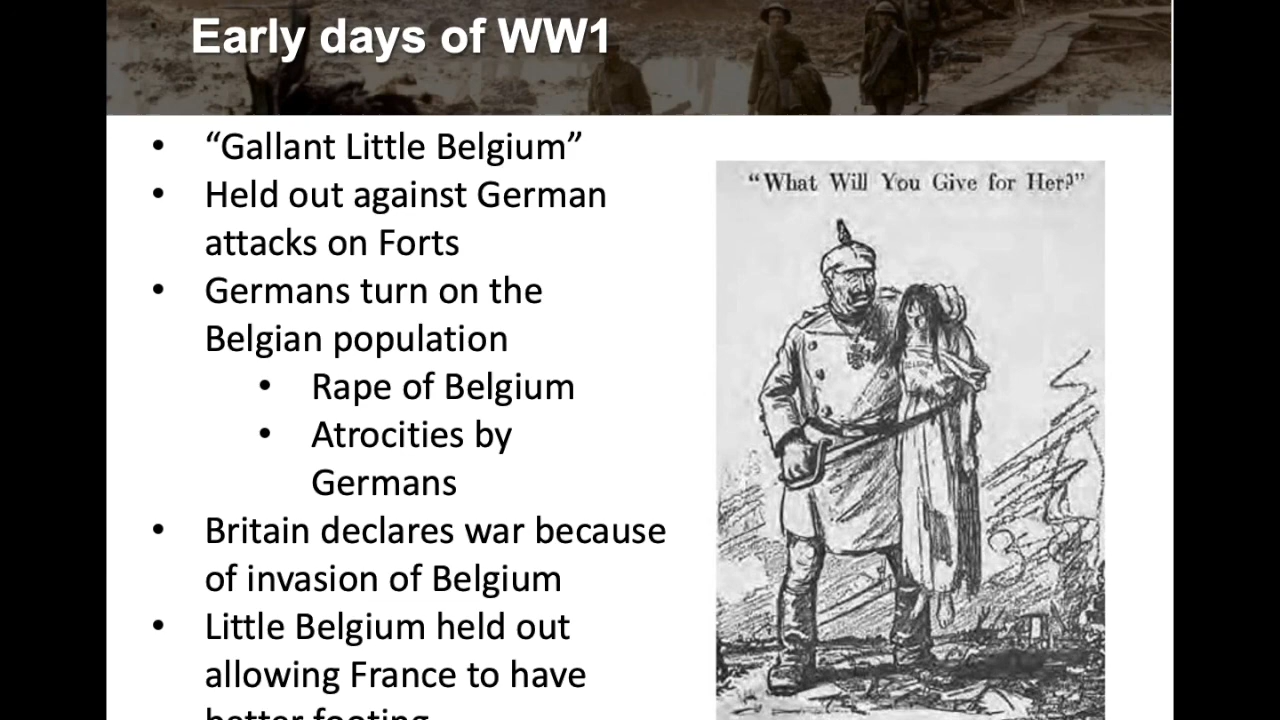 Early days of WW1
• “Gallant Little Belgium”
• Held out against German
attacks on Forts
• Germans turn on the
Belgian population
• Rape of Belgium
• Atrocities by
Germans
• Britain declares war because
of invasion of Belgium
• Little Belgium held out
allowing France to have
better footing
“What Will You Give for Her?”